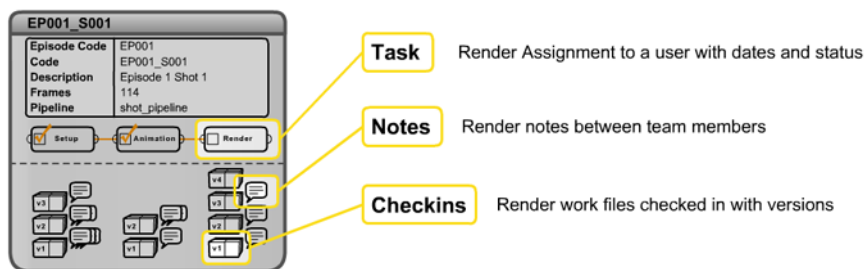 EP001_S001
Episode Code EP001
Code EP001_S001
Description Episode 1 Shot 1
Frames 114
Pipeline shot_pipeline
Setup Animation Render
v3
v2
v1
v2
v1
v4
v3
v2
v1
Task Render Assignment to a user with dates and status
Notes Render notes between team members
Checkins Render work files checked in with versions